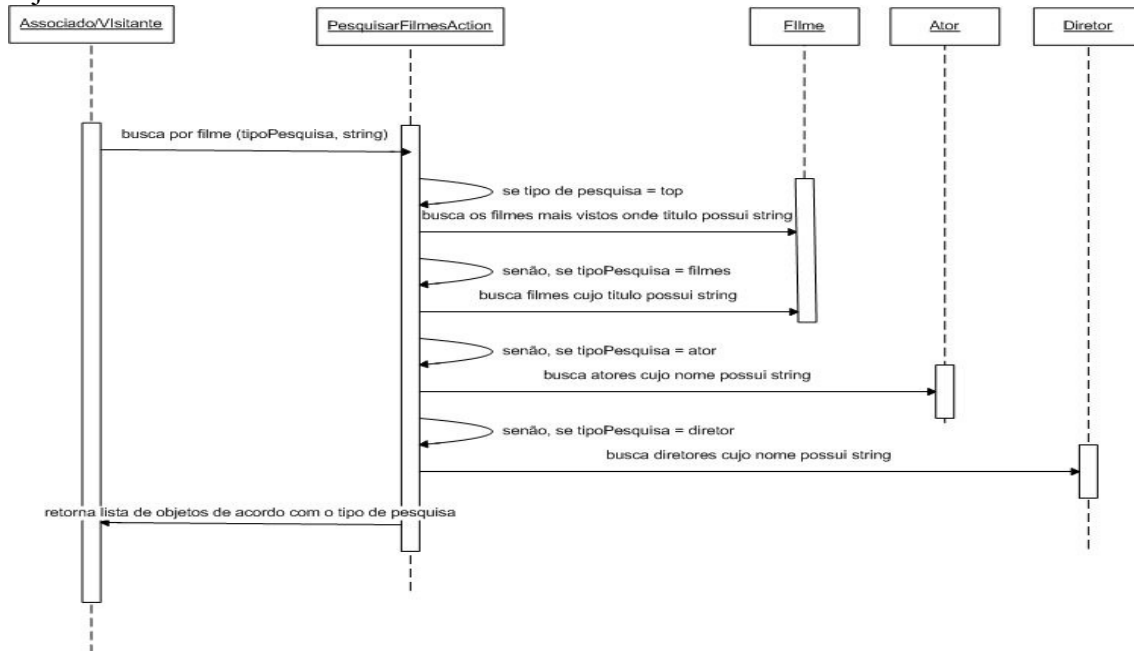 Associado/VIsitante
PesquisarFIlmesAction
FIlme
Ator
Diretor
busca por filme (tipoPesquisa, string)
se tipo de pesquisa = top
busca os filmes mais vistos onde titulo possui string
senão, se tipoPesquisa = filmes
busca filmes cujo titulo possui string
senão, se tipoPesquisa = ator
busca atores cujo nome possui string
senão, se tipoPesquisa = diretor
busca diretores cujo nome possui string
retorna lista de objetos de acordo com o tipo de pesquisa